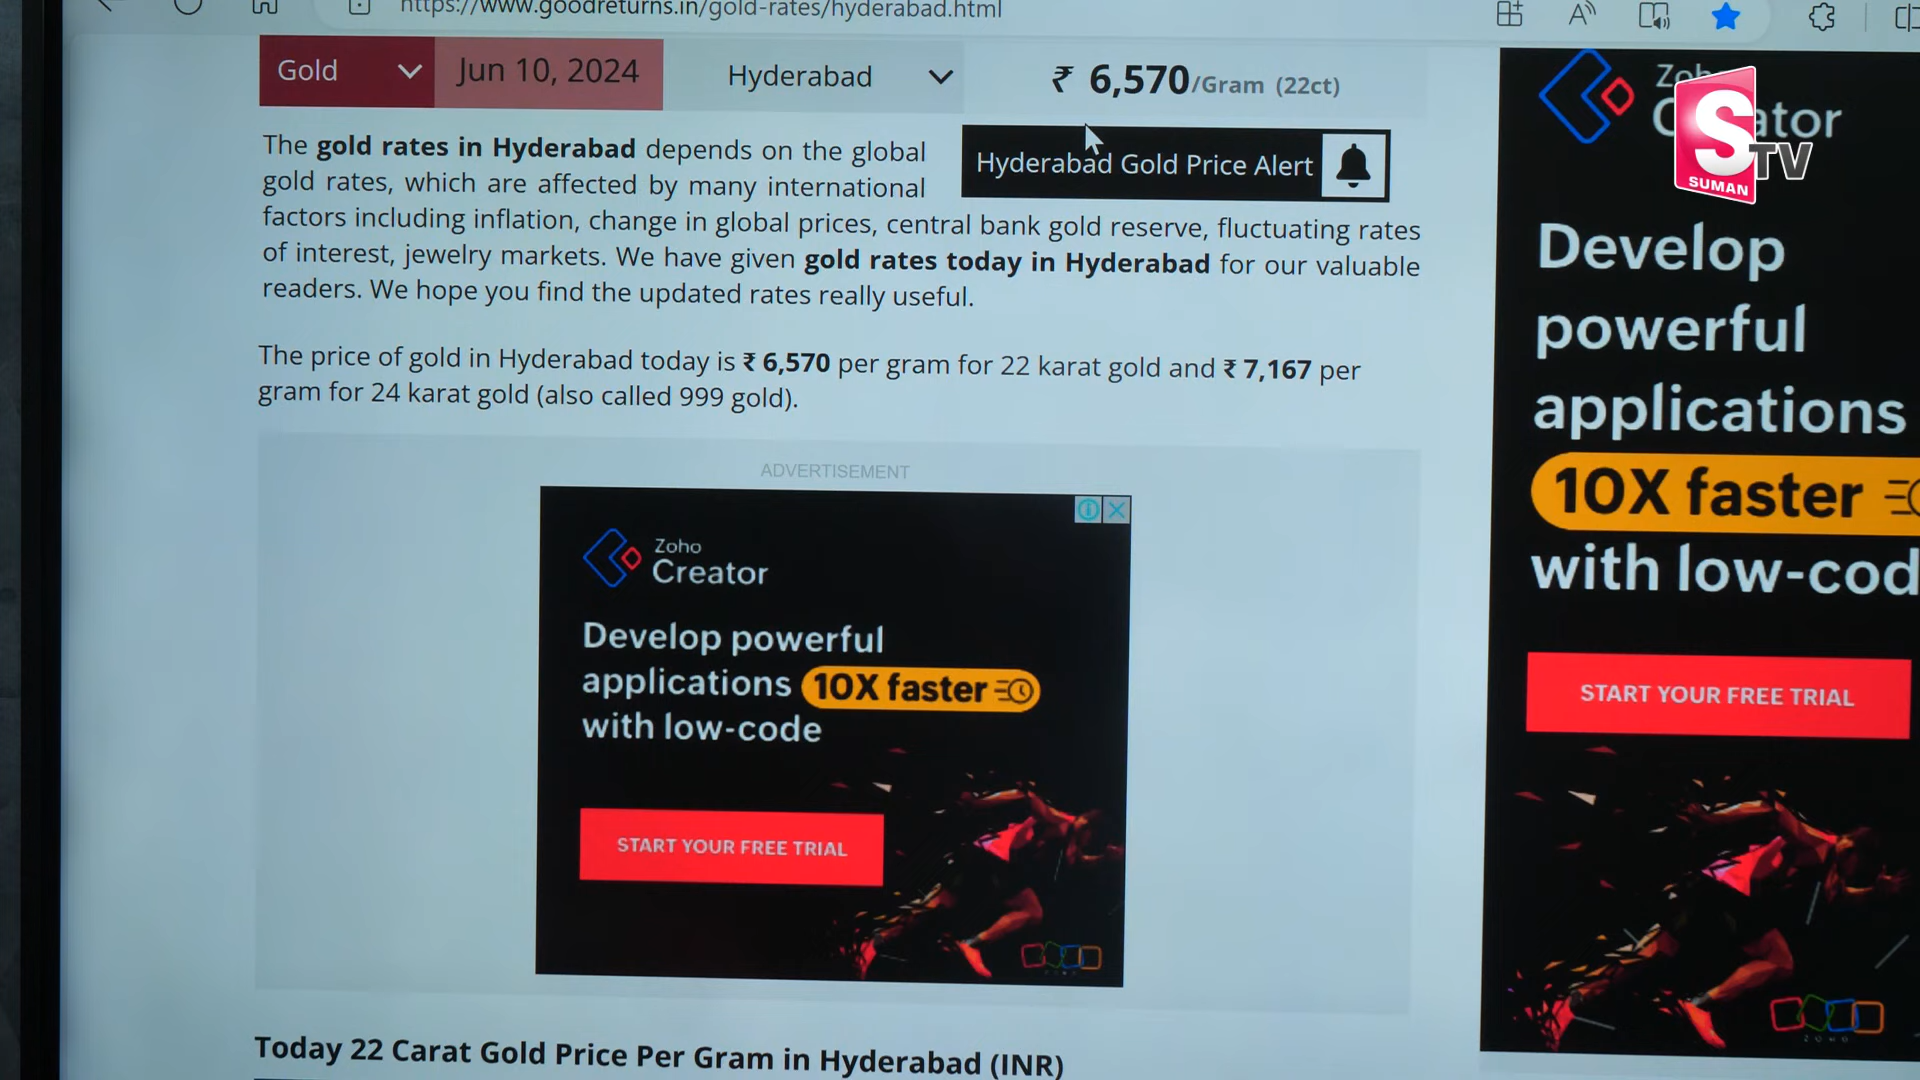 https://www.goodreturns.in/gold-rates/hyderabad.html
Gold
Jun 10, 2024
Hyderabad
₹ 6,570/Gram (22ct)
The gold rates in Hyderabad depends on the global
gold rates, which are affected by many international
factors including inflation, change in global prices, central bank gold reserve, fluctuating rates
of interest, jewelry markets. We have given gold rates today in Hyderabad for our valuable
readers. We hope you find the updated rates really useful.
Hyderabad Gold Price Alert
The price of gold in Hyderabad today is ₹ 6,570 per gram for 22 karat gold and ₹ 7,167 per
gram for 24 karat gold (also called 999 gold).
ADVERTISEMENT
Zoho
Creator
Develop powerful
applications 10X faster
with low-code
START YOUR FREE TRIAL
ZOHO
Today 22 Carat Gold Price Per Gram in Hyderabad (INR)
S TV
SUMAN
Develop
powerful
applications
10X faster
with low-cod
START YOUR FREE TRIAL
ZOHO